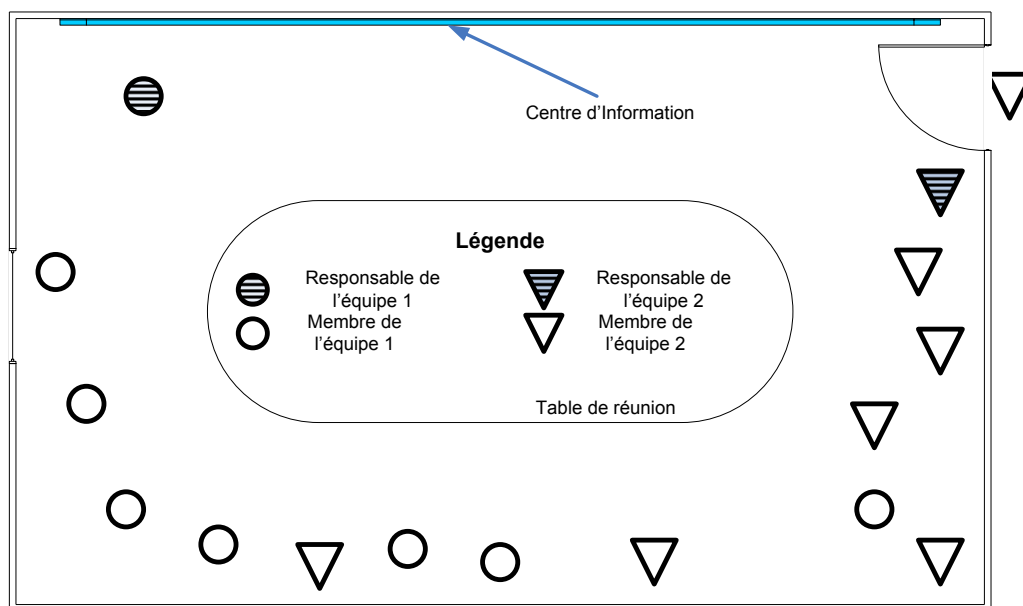 Centre d’Information
Légende
Responsable de
l’équipe 1
Membre de
l’équipe 1
Responsable de
l’équipe 2
Membre de
l’équipe 2
Table de réunion